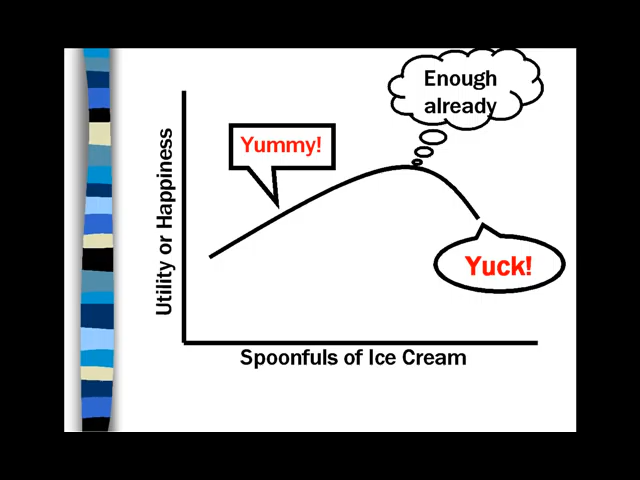 Enough
already
Yummy!
Utility or Happiness
Yuck!
Spoonfuls of Ice Cream